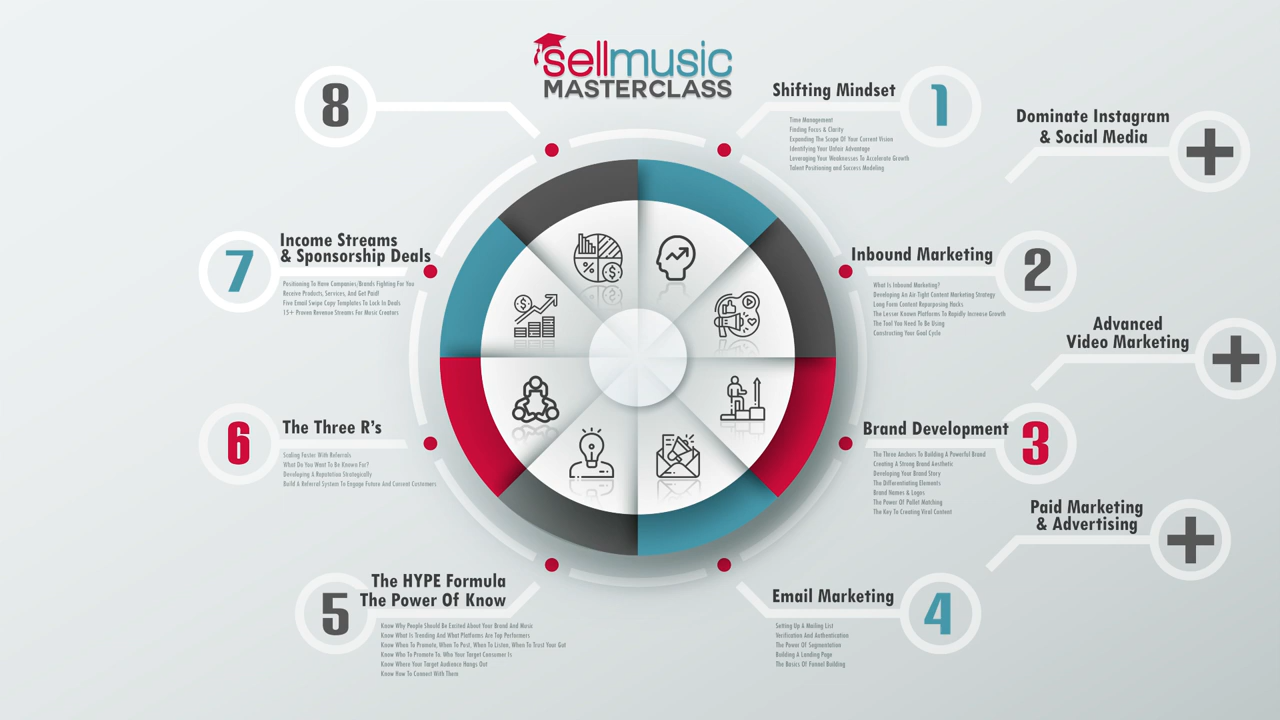 sellmusic
MASTERCLASS
1
Shifting Mindset
Time Management
Finding Focus & Clarity
Expanding The Scope Of Your Current Vision
Identifying Your Unfair Advantage
Leveraging Your Weaknesses To Accelerate Growth
Talent Positioning and Success Modeling
Dominate Instagram
& Social Media
+
2
Inbound Marketing
What Is Inbound Marketing?
Developing An Air Tight Content Marketing Strategy
Long Form Content Repurposing Hacks
The Lesser Known Platforms To Rapidly Increase Growth
The Tool You Need To Be Using
Constructing Your Goal Cycle
Advanced
Video Marketing
+
3
Brand Development
The Three Anchors To Building A Powerful Brand
Creating A Strong Brand Aesthetic
Developing Your Brand Story
The Differentiating Elements
Brand Names & Logos
The Power Of Pallet Matching
The Key To Creating Viral Content
Paid Marketing
& Advertising
+
4
Email Marketing
Setting Up A Mailing List
Verification And Authentication
The Power Of Segmentation
Building A Landing Page
The Basics Of Funnel Building
5
The HYPE Formula
The Power Of Know
Know Why People Should Be Excited About Your Brand And Music
Know What Is Trending And What Platforms Are Top Performers
Know When To Promote, When To Post, When To Listen, When To Trust Your Gut
Know Who To Promote To. Who Your Target Consumer Is
Know Where Your Target Audience Hangs Out
Know How To Connect With Them
6
The Three R's
Scaling Faster With Referrals
What Do You Want To Be Known For?
Developing A Reputation Strategically
Build A Referral System To Engage Future And Current Customers
7
Income Streams
& Sponsorship Deals
Positioning To Have Companies/Brands Fighting For You
Receive Products, Services, And Get Paid!
Five Email Swipe Copy Templates To Lock In Deals
15+ Proven Revenue Streams For Music Creators
8